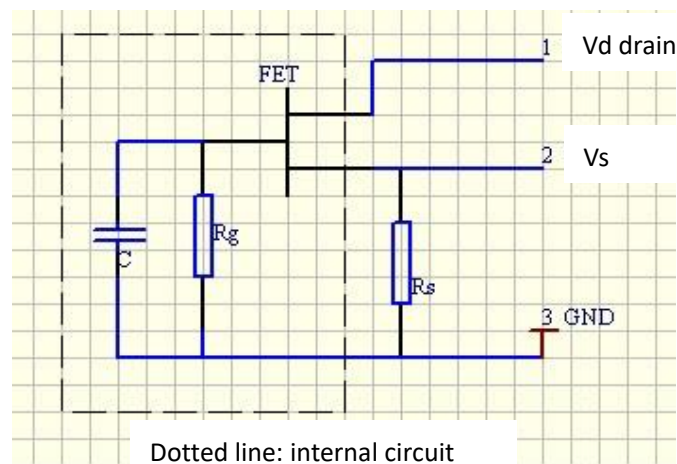 1 Vd drain
FET
2 Vs
C
Rg
Rs
3 GND
Dotted line: internal circuit